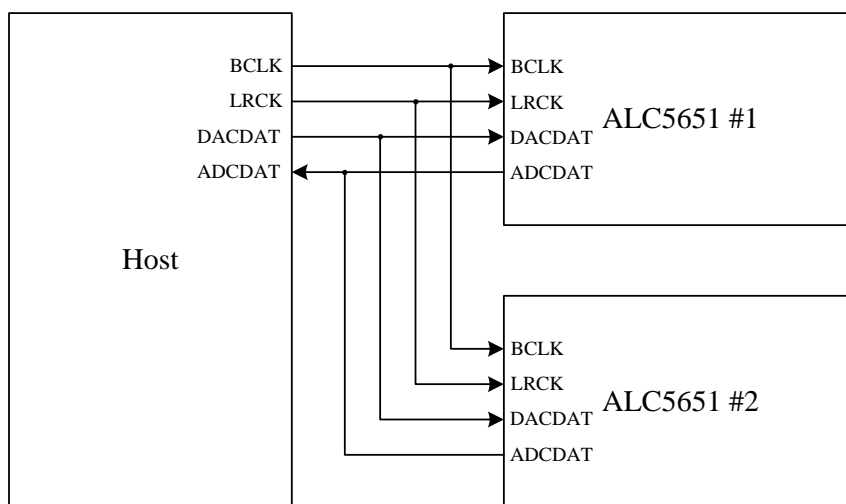 BCLK
LRCK
DACDAT
ADCDAT
Host
BCLK
LRCK
DACDAT
ADCDAT
ALC5651 #1
BCLK
LRCK
DACDAT
ADCDAT
ALC5651 #2